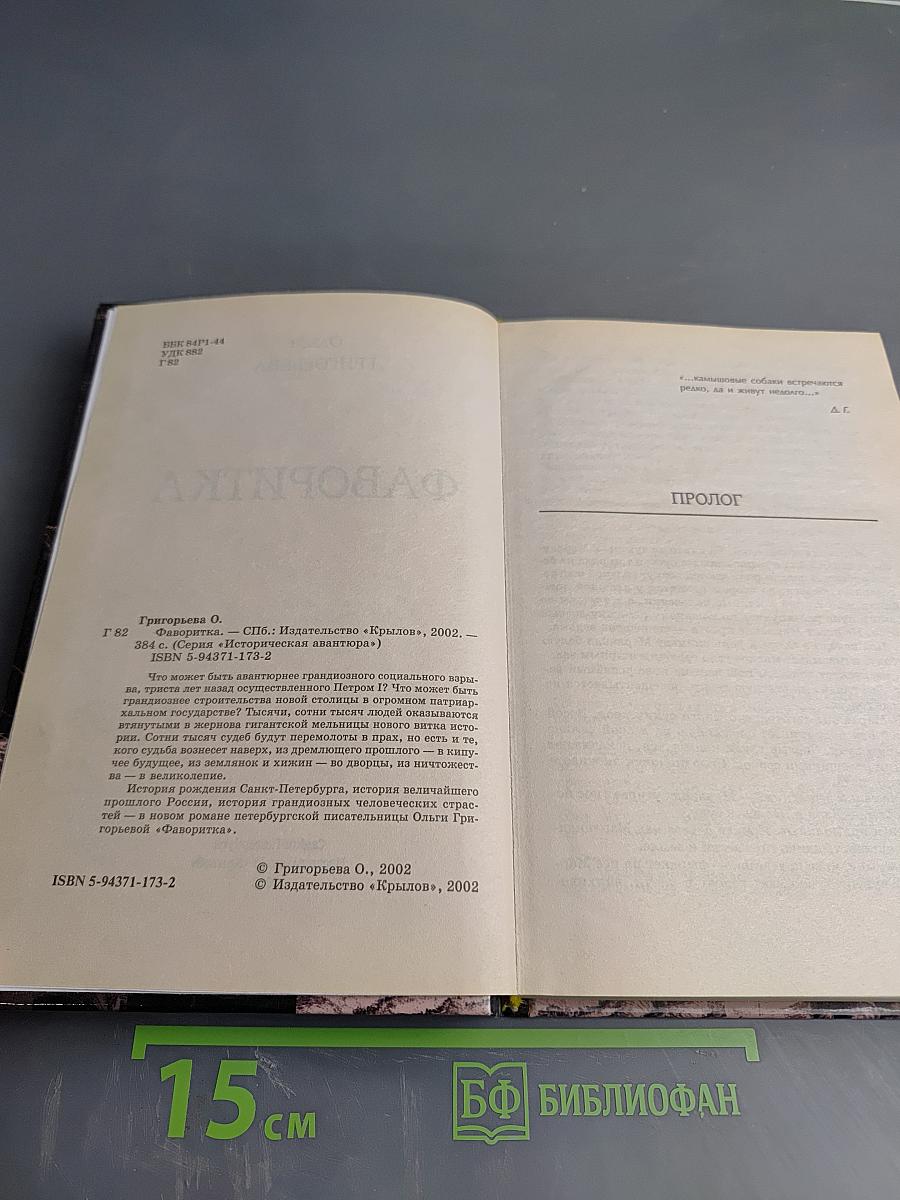 ББК 84Р1-44
УДК 882
Г 82
Григорьева О.
Г 82 Фаворитка. — СПб.: Издательство «Крылов», 2002. —
384 с. (Серия «Историческая авантюра»)
ISBN 5-94371-173-2
Что может быть авантюрнее грандиозного социального взры-
ва, триста лет назад осуществленного Петром I? Что может быть
грандиознее строительства новой столицы в огромном патриар-
хальном государстве? Тысячи, сотни тысяч людей оказываются
втянутыми в жернова гигантской мельницы нового витка исто-
рии. Сотни тысяч судеб будут перемолоты в прах, но есть и те,
кого судьба вознесет наверх, из дремлющего прошлого — в кипу-
чее будущее, из землянок и хижин — во дворцы, из ничтожест-
ва — в великолепие.
История рождения Санкт-Петербурга, история величайшего
прошлого России, история грандиозных человеческих страс-
тей — в новом романе петербургской писательницы Ольги Гри-
горьевой «Фаворитка».
© Григорьева О., 2002
ISBN 5-94371-173-2 © Издательство «Крылов», 2002
«...камышовые собаки встречаются
редко, да и живут недолго...»
Д. Г.
ПРОЛОГ
15 см
БФ БИБЛИОФАН